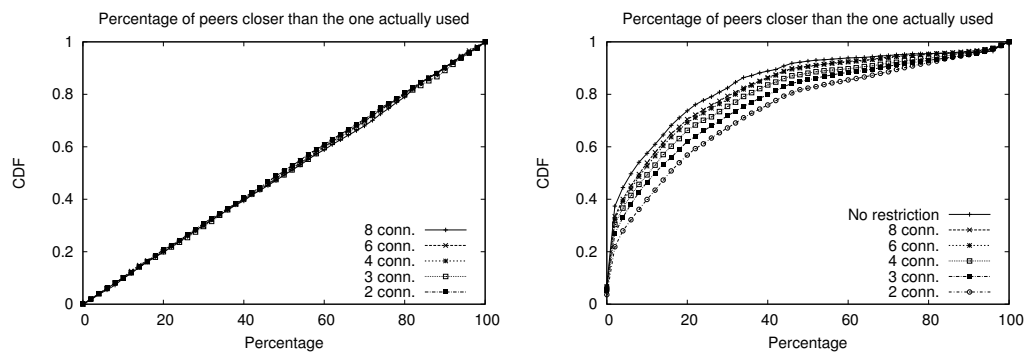 Percentage of peers closer than the one actually used
1
0.8
0.6
0.4
0.2
0
CDF
8 conn.
6 conn.
4 conn.
3 conn.
2 conn.
0 20 40 60 80 100
Percentage
Percentage of peers closer than the one actually used
1
0.8
0.6
0.4
0.2
0
CDF
No restriction
8 conn.
6 conn.
4 conn.
3 conn.
2 conn.
0 20 40 60 80 100
Percentage